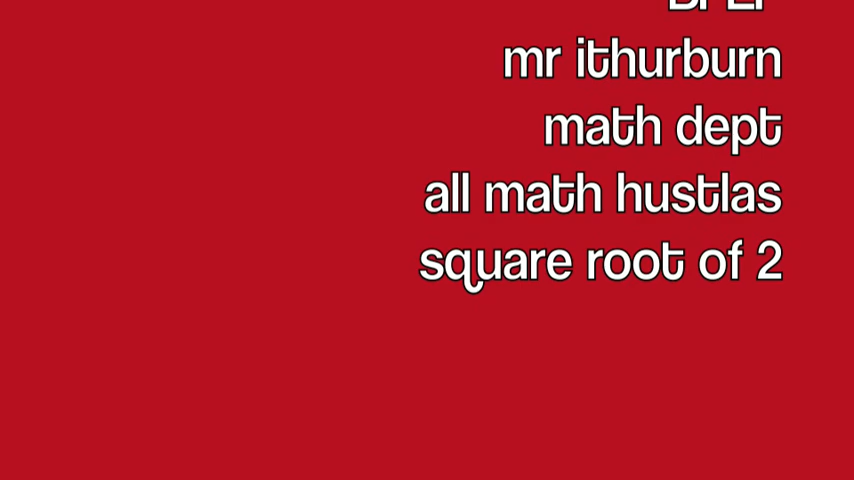 mr ithurburn
math dept
all math hustlas
square root of 2